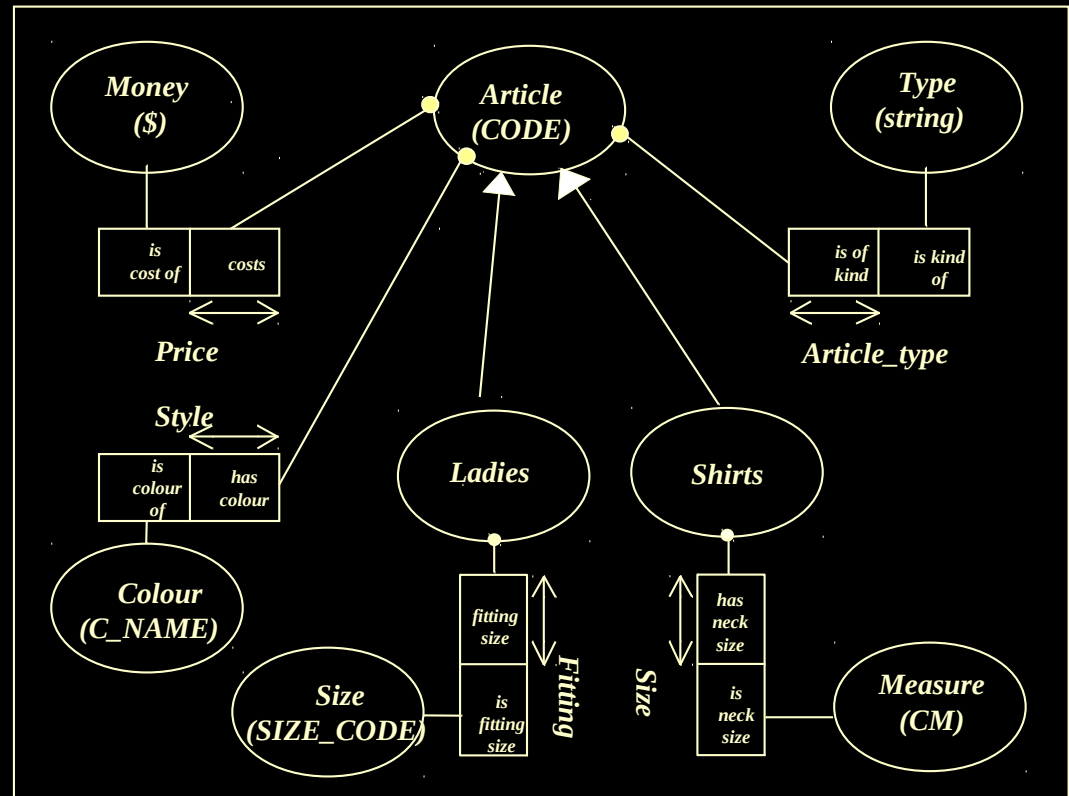 Money
($)
Article
(CODE)
Type
(string)
is
cost of
costs
is of
kind
is kind
of
Price
Article_type
Style
is
colour
of
has
colour
Ladies
Shirts
Colour
(C_NAME)
fitting
size
Fitting
has
neck
size
Size
Size
(SIZE_CODE)
is
fitting
size
is
neck
size
Measure
(CM)